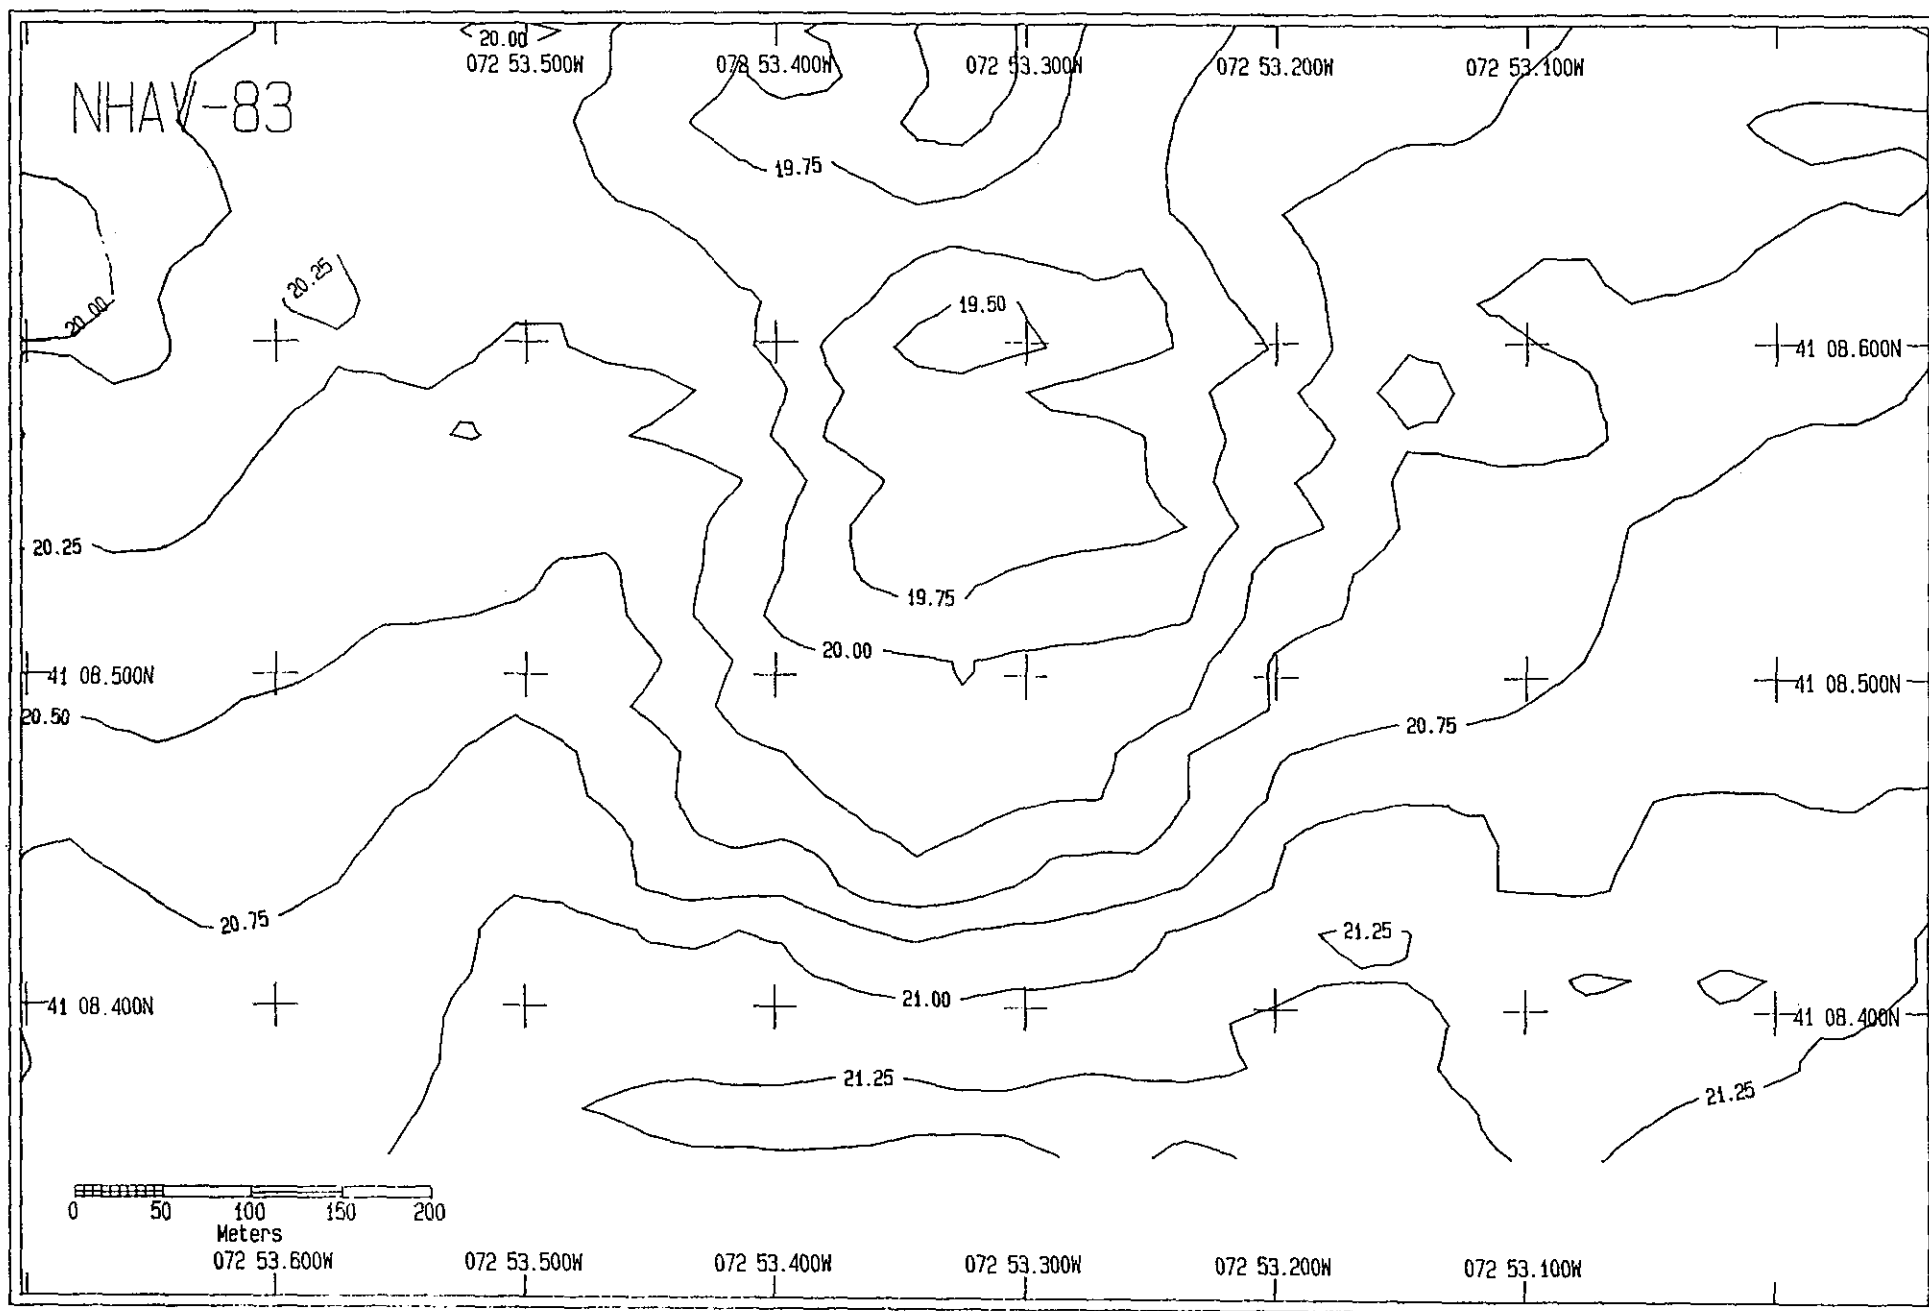 20.00
072 53.500W
072 53.400W
072 53.300W
072 53.200W
072 53.100W
NHAV-83
19.75
20.25
20.00
19.50
41 08.600N
20.25
19.75
20.00
41 08.500N
41 08.500N
20.50
20.75
20.75
21.25
41 08.400N
21.00
41 08.400N
21.25
21.25
0 50 100 150 200
Meters
072 53.600W
072 53.500W
072 53.400W
072 53.300W
072 53.200W
072 53.100W